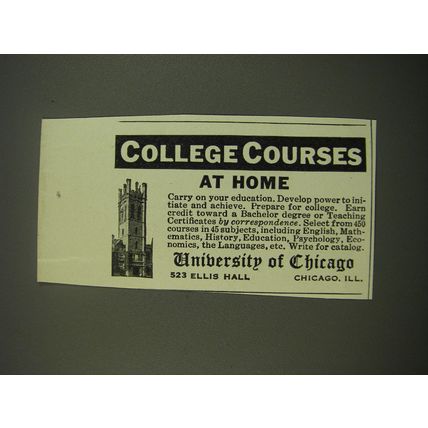 COLLEGE COURSES
AT HOME
Carry on your education. Develop power to ini-
tiate and achieve. Prepare for college. Earn
credit toward a Bachelor degree or Teaching
Certificates by correspondence. Select from 450
courses in 45 subjects, including English, Math-
ematics, History, Education, Psychology, Eco-
nomics, the Languages, etc. Write for catalog.
University of Chicago
523 ELLIS HALL CHICAGO, ILL.